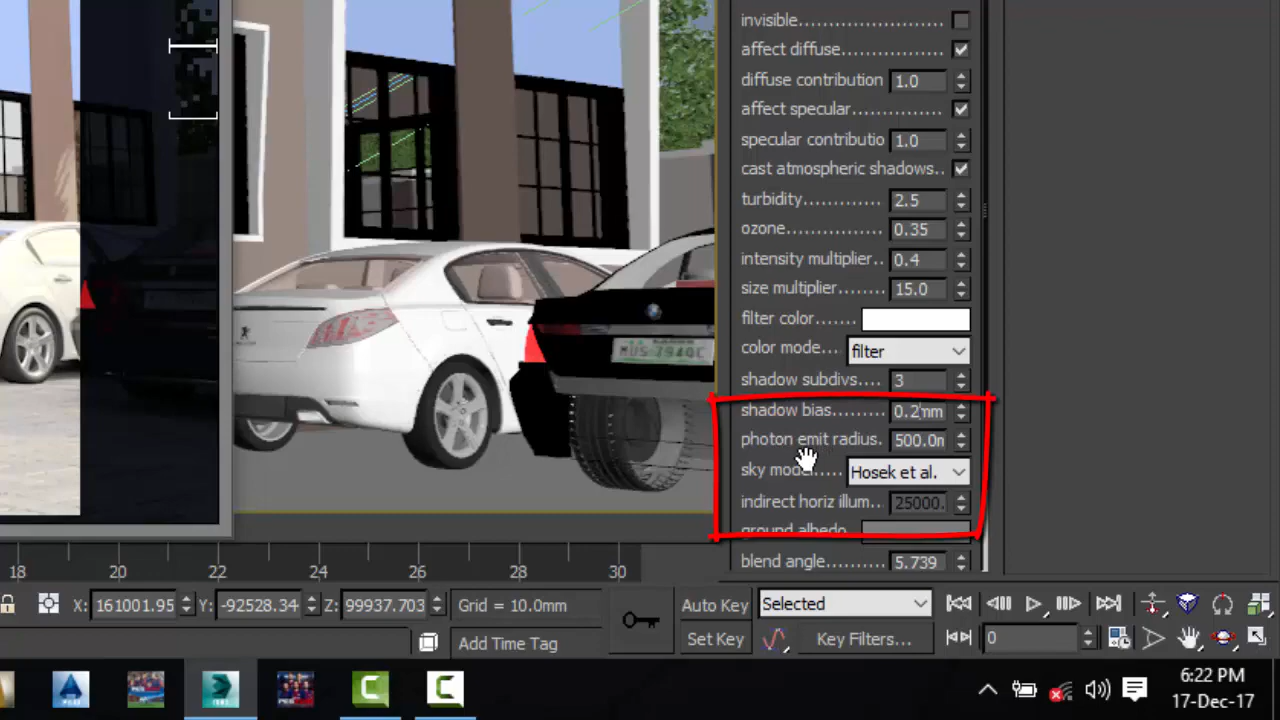 invisible........................
affect diffuse.................
diffuse contribution 1.0
affect specular...............
specular contributio 1.0
cast atmospheric shadows..
turbidity............. 2.5
ozone................ 0.35
intensity multiplier.. 0.4
size multiplier....... 15.0
filter color.......
color mode... filter
shadow subdivs.... 3
shadow bias......... 0.2mm
photon emit radius. 500.0m
sky model..... Hosek et al.
indirect horiz illum.. 25000.
ground albedo
blend angle.......... 5.739
18 20 22 24 26 28 30
X: 161001.95 Y: -92528.34 Z: 99937.703 Grid = 10.0mm Auto Key Selected
Add Time Tag Set Key Key Filters... 0
6:22 PM
17-Dec-17